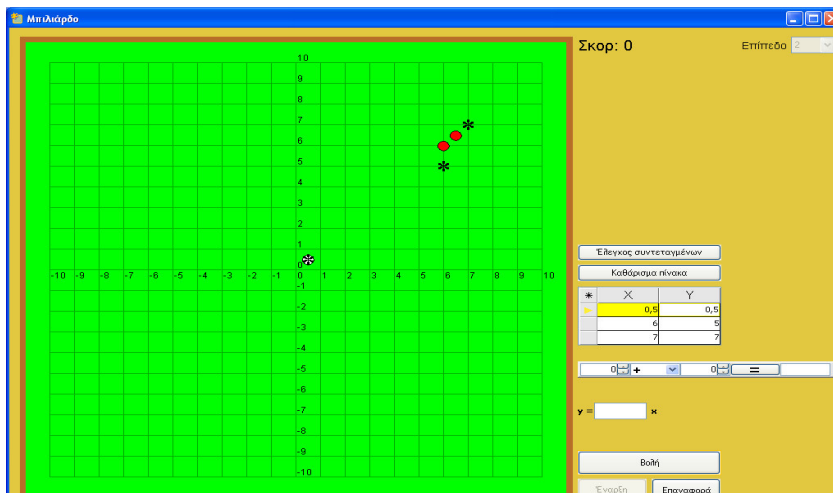 Μπιλιάρδο
Σκορ: 0
Επίπεδο 2
10
9
8
7
6
5
4
3
2
1
0
-10 -9 -8 -7 -6 -5 -4 -3 -2 -1 0 1 2 3 4 5 6 7 8 9 10
-1
-2
-3
-4
-5
-6
-7
-8
-9
-10
Έλεγχος συντεταγμένων
Καθάρισμα πίνακα
* X Y
0,5 0,5
6 5
7 7
0 + 0 =
y = x
Βολή
Έναρξη Επαναφορά